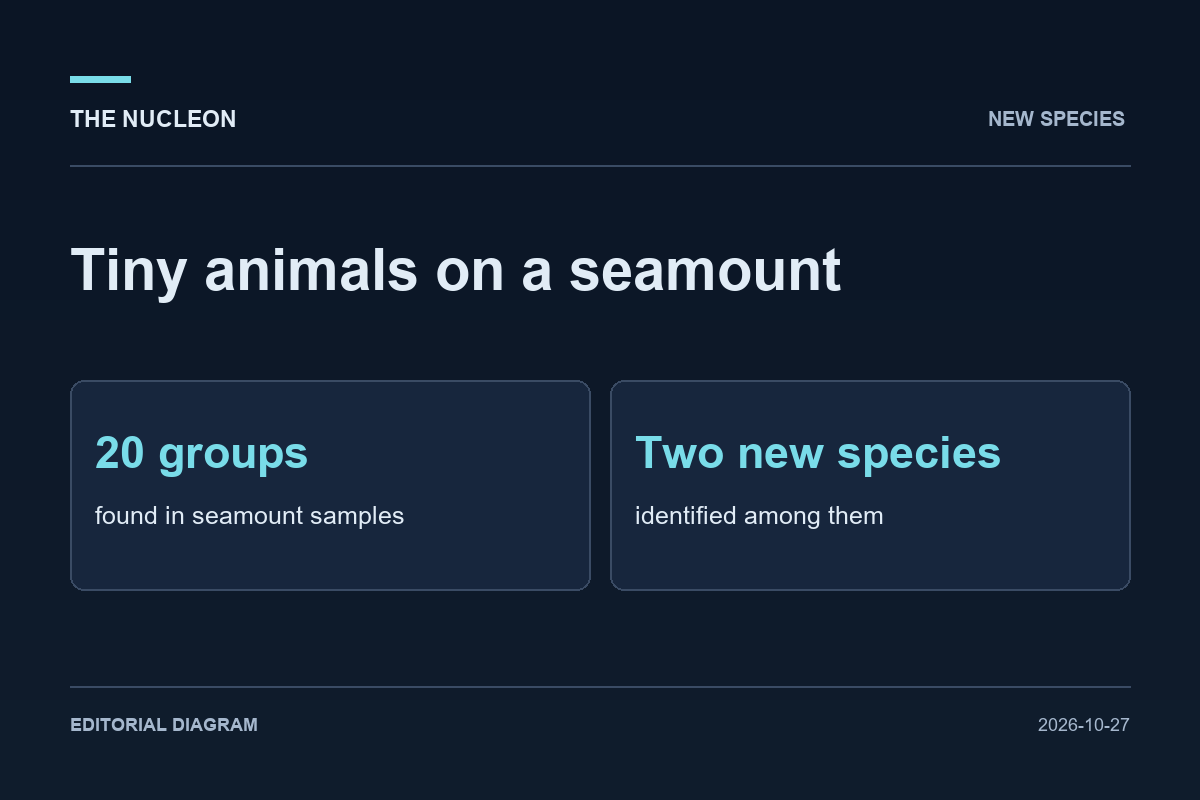 THE NUCLEON
NEW SPECIES
Tiny animals on a seamount
20 groups
found in seamount samples
Two new species
identified among them
EDITORIAL DIAGRAM
2026-10-27